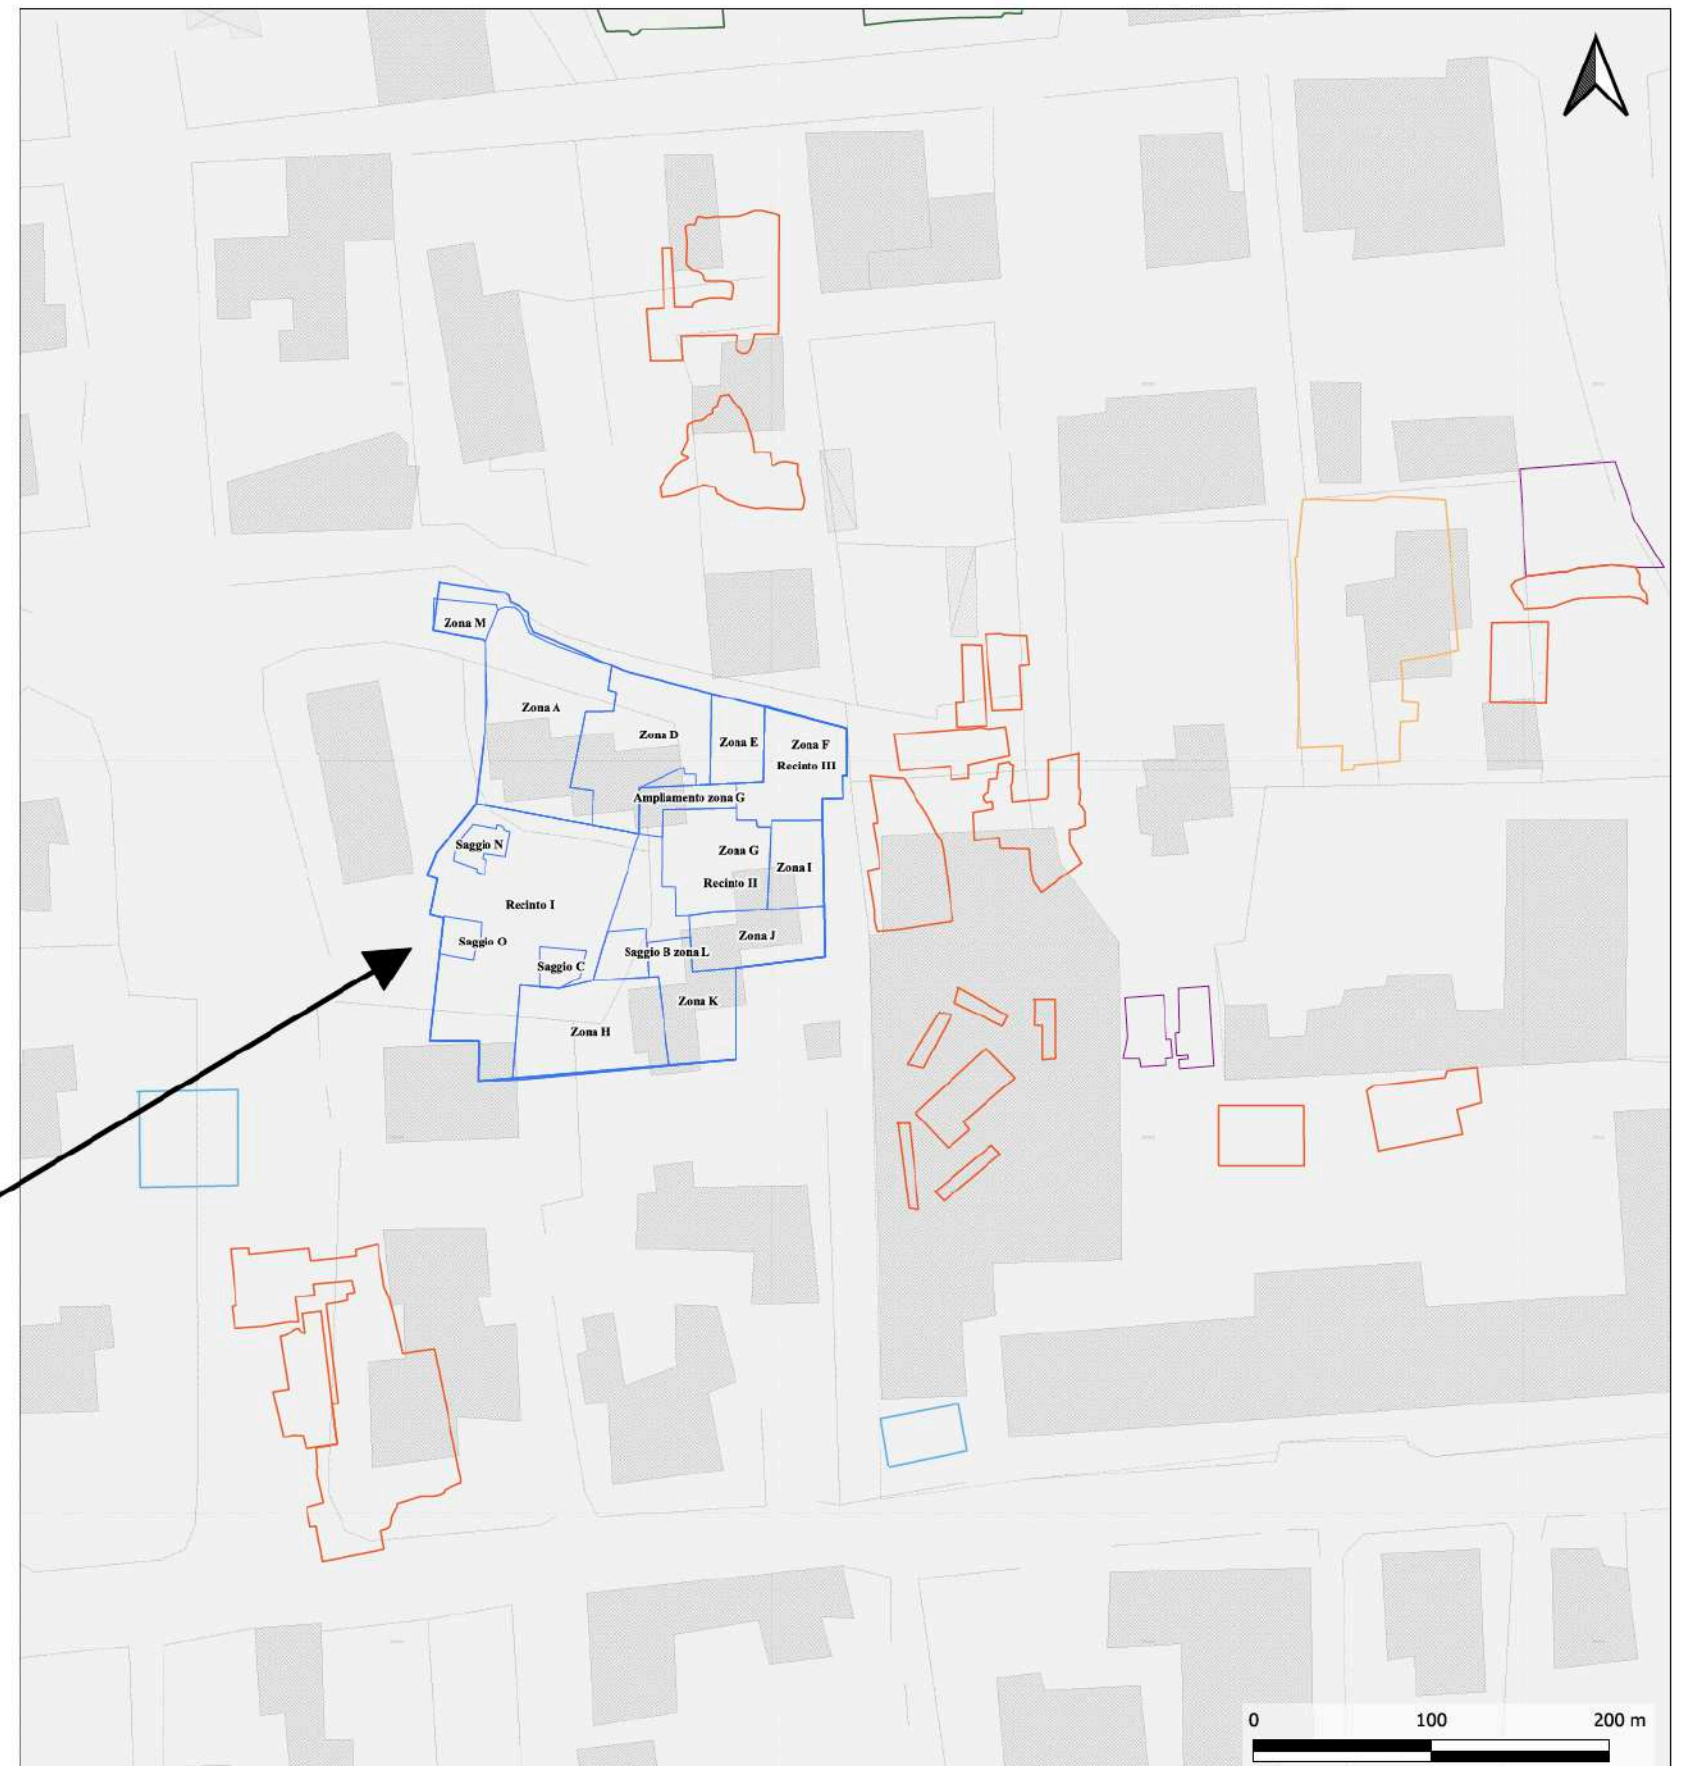 Zona M
Zona A
Zona D
Zona E
Zona F
Recinto III
Ampliamento zona G
Saggio N
Zona G
Zona I
Recinto II
Recinto I
Saggio O
Zona J
Saggio B zona L
Saggio C
Zona K
Zona H
0 100 200 m